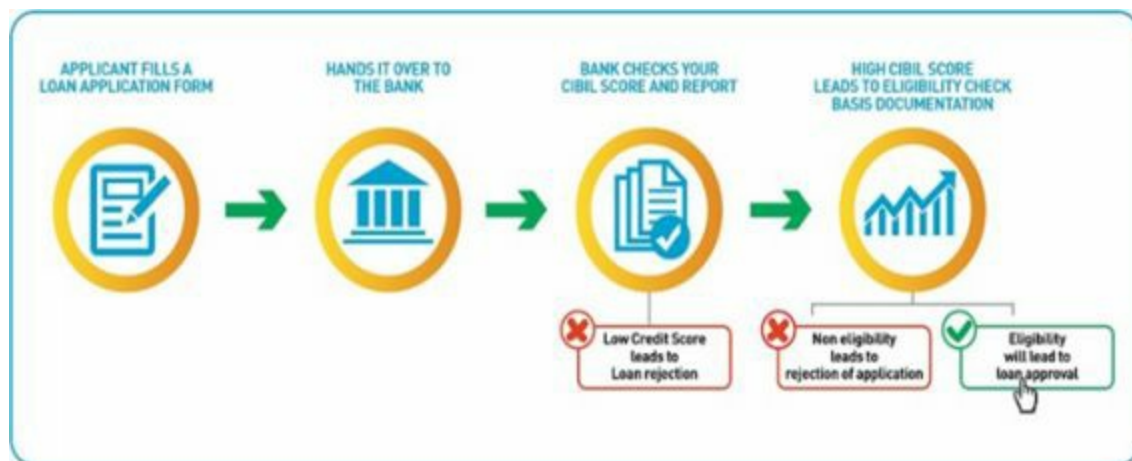 APPLICANT FILLS A
LOAN APPLICATION FORM
HANDS IT OVER TO
THE BANK
BANK CHECKS YOUR
CIBIL SCORE AND REPORT
HIGH CIBIL SCORE
LEADS TO ELIGIBILITY CHECK
BASIS DOCUMENTATION
Low Credit Score
leads to
Loan rejection
Non eligibility
leads to
rejection of application
Eligibility
will lead to
loan approval